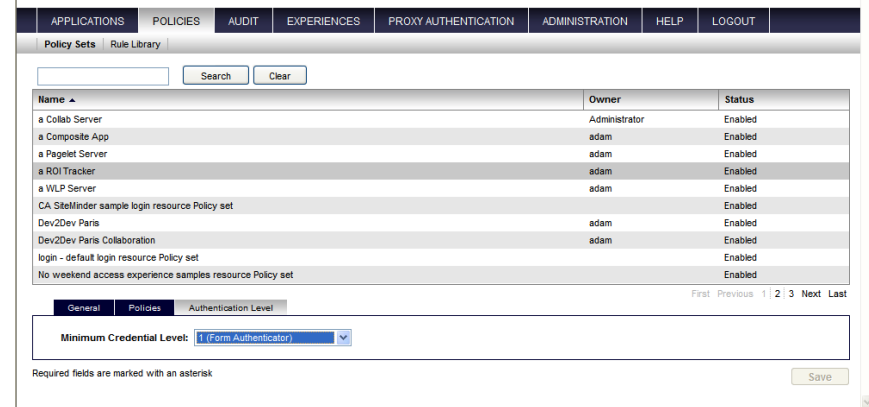 APPLICATIONS POLICIES AUDIT EXPERIENCES PROXY AUTHENTICATION ADMINISTRATION HELP LOGOUT
Policy Sets Rule Library
Search Clear
Name Owner Status
a Collab Server Administrator Enabled
a Composite App adam Enabled
a Pagelet Server adam Enabled
a ROI Tracker adam Enabled
a WLP Server adam Enabled
CA SiteMinder sample login resource Policy set Enabled
Dev2Dev Paris adam Enabled
Dev2Dev Paris Collaboration adam Enabled
login - default login resource Policy set Enabled
No weekend access experience samples resource Policy set Enabled
First Previous 1 2 3 Next Last
General Policies Authentication Level
Minimum Credential Level: 1 (Form Authenticator)
Required fields are marked with an asterisk
Save